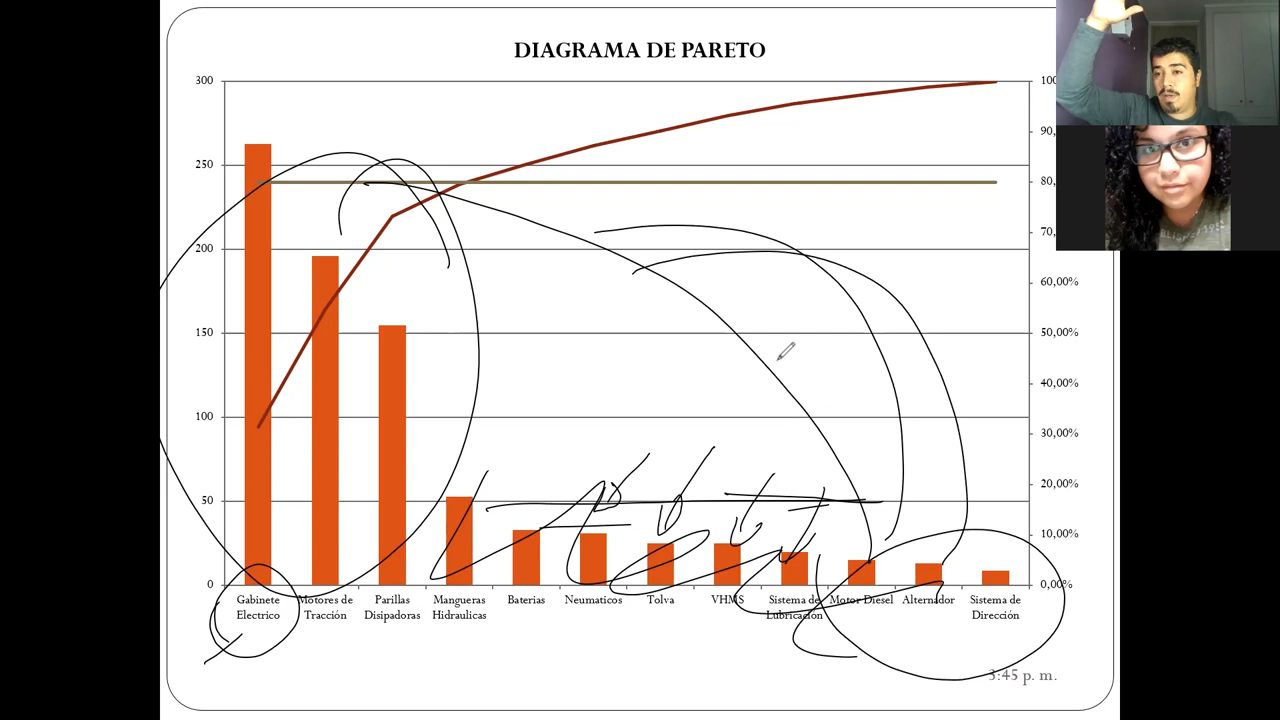 DIAGRAMA DE PARETO
300
250
200
150
100
50
0
90,
80,
70,
60,00%
50,00%
40,00%
30,00%
20,00%
10,00%
0,00%
Gabinete Electrico
Motores de Tracción
Parillas Disipadoras
Mangueras Hidraulicas
Baterias
Neumaticos
Tolva
VHMS
Sistema de Lubricacion
Motor Diesel
Alternador
Sistema de Dirección
3:45 p. m.